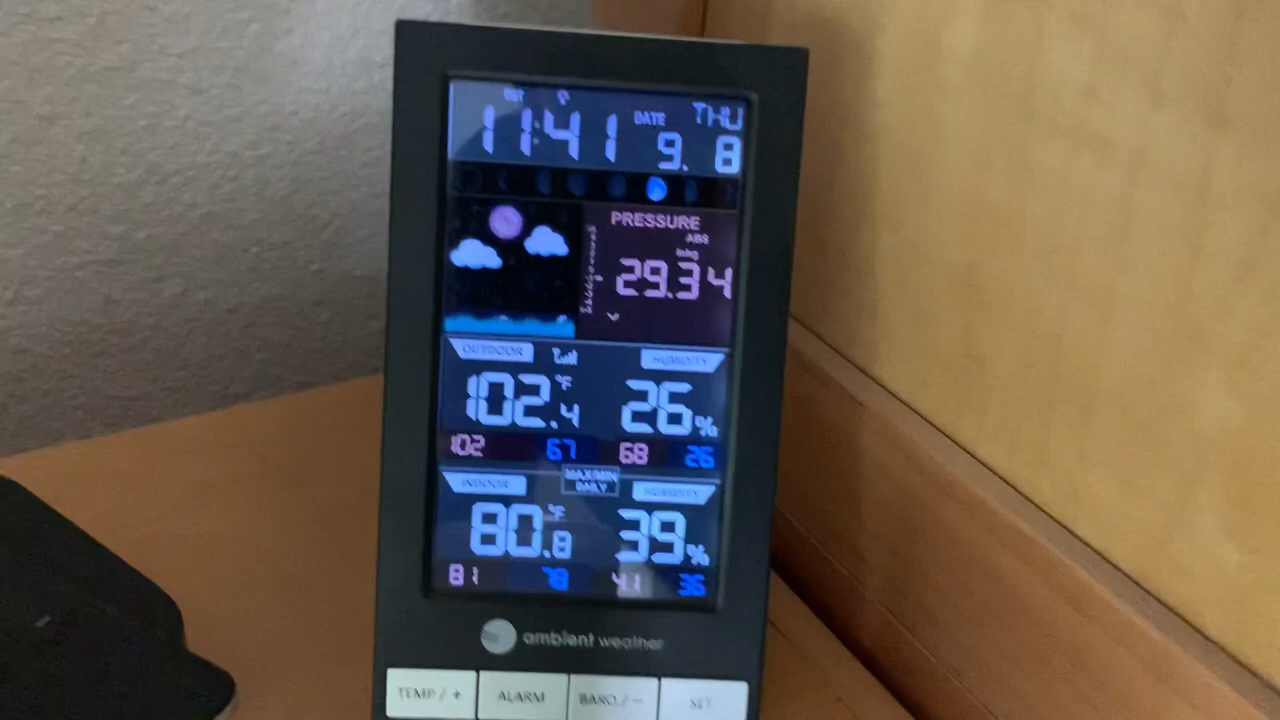 11:41 DATE THU
9. 8
PRESSURE
ABS
29.34
OUTDOOR HUMIDITY
102.4 °F 26%
102 67 68 26
MAX/MIN
DAILY
INDOOR HUMIDITY
80.8 °F 39%
81 78 41 36
ambient weather
TEMP / + ALARM BARO / − SET